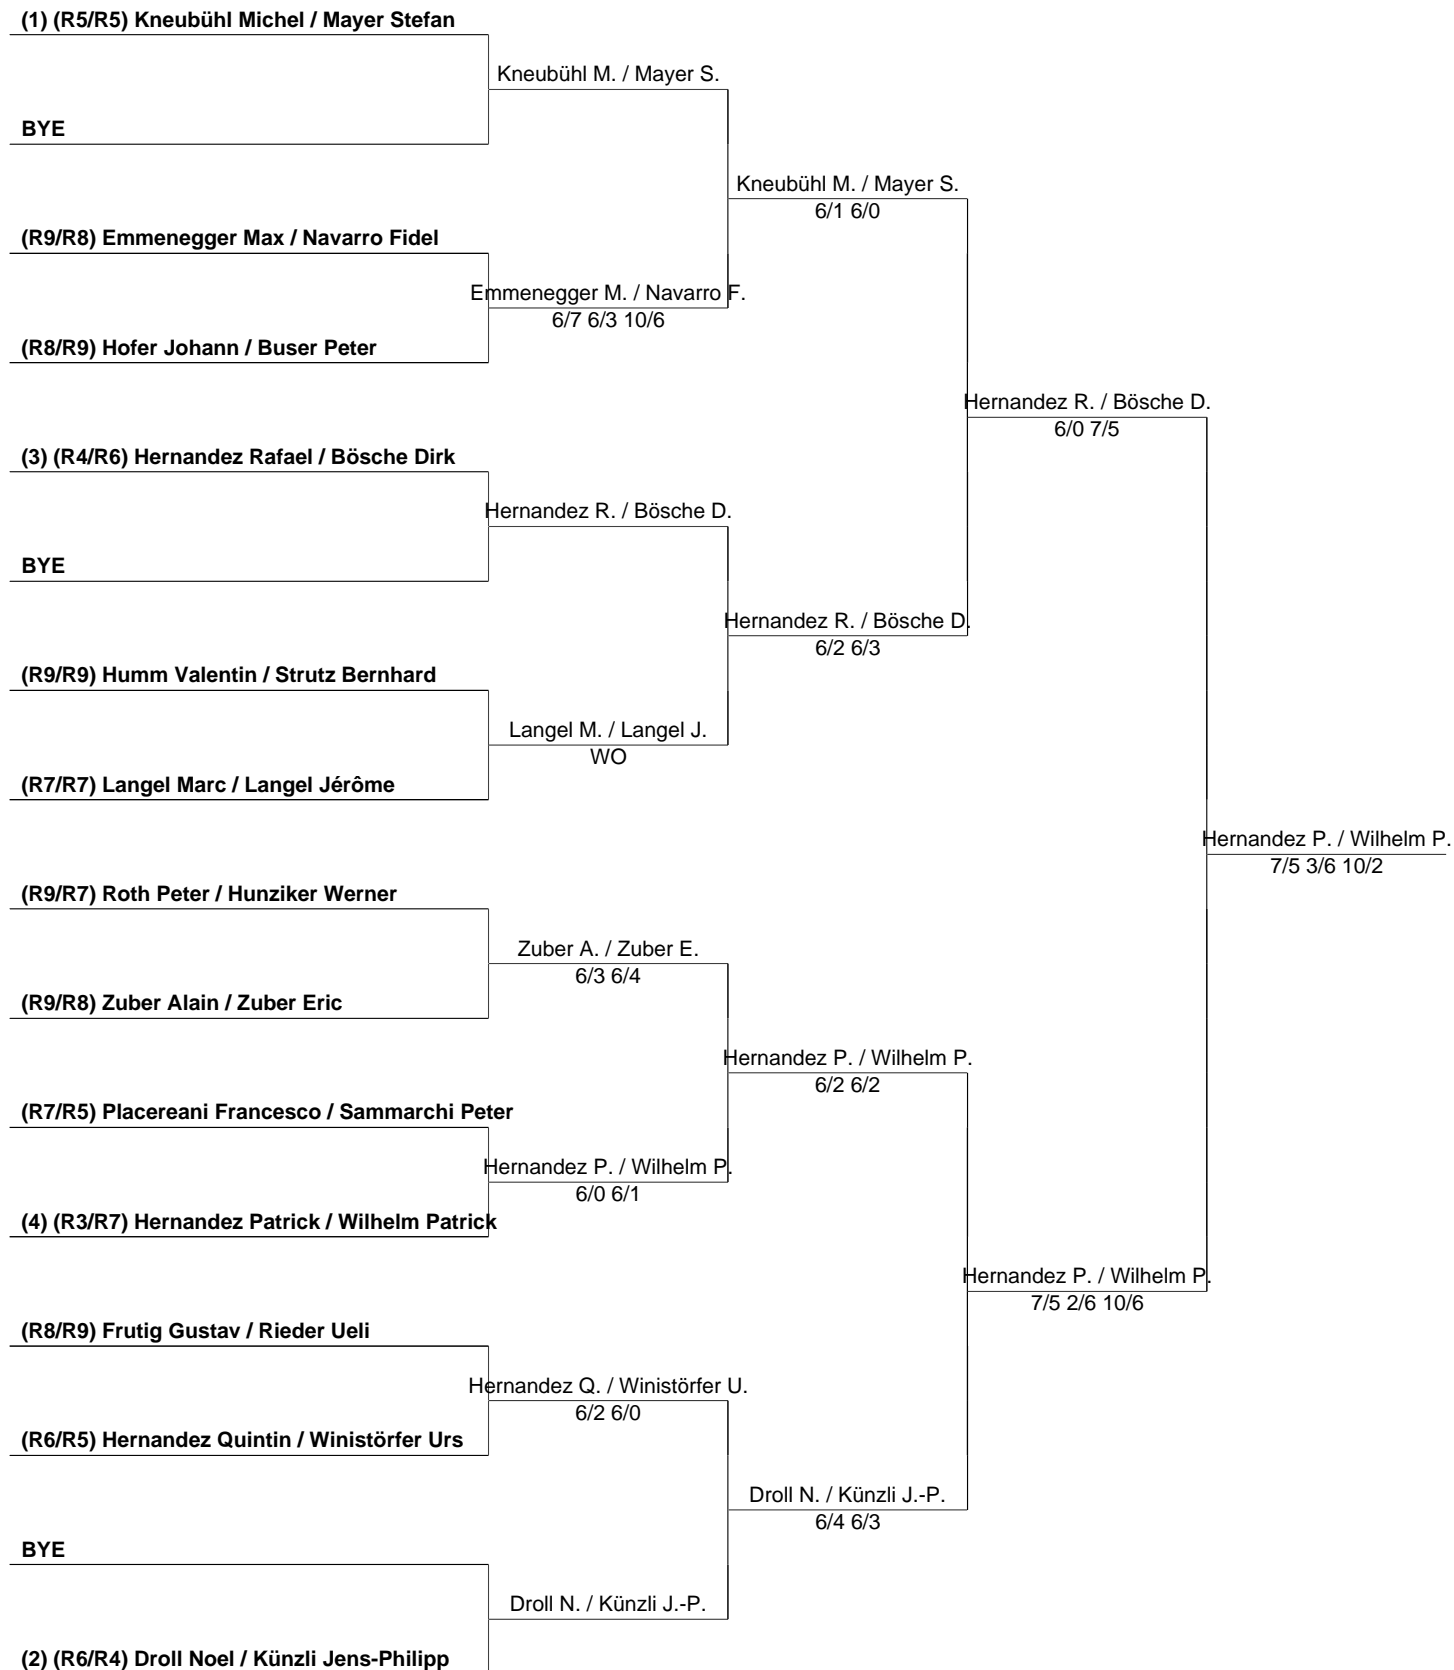 (1) (R5/R5) Kneubühl Michel / Mayer Stefan
Kneubühl M. / Mayer S.
BYE
Kneubühl M. / Mayer S.
6/1 6/0
(R9/R8) Emmenegger Max / Navarro Fidel
Emmenegger M. / Navarro F.
6/7 6/3 10/6
(R8/R9) Hofer Johann / Buser Peter
Hernandez R. / Bösche D.
6/0 7/5
(3) (R4/R6) Hernandez Rafael / Bösche Dirk
Hernandez R. / Bösche D.
BYE
Hernandez R. / Bösche D.
6/2 6/3
(R9/R9) Humm Valentin / Strutz Bernhard
Langel M. / Langel J.
WO
(R7/R7) Langel Marc / Langel Jérôme
Hernandez P. / Wilhelm P.
7/5 3/6 10/2
(R9/R7) Roth Peter / Hunziker Werner
Zuber A. / Zuber E.
6/3 6/4
(R9/R8) Zuber Alain / Zuber Eric
Hernandez P. / Wilhelm P.
6/2 6/2
(R7/R5) Placereani Francesco / Sammarchi Peter
Hernandez P. / Wilhelm P.
6/0 6/1
(4) (R3/R7) Hernandez Patrick / Wilhelm Patrick
Hernandez P. / Wilhelm P.
7/5 2/6 10/6
(R8/R9) Frutig Gustav / Rieder Ueli
Hernandez Q. / Winistörfer U.
6/2 6/0
(R6/R5) Hernandez Quintin / Winistörfer Urs
Droll N. / Künzli J.-P.
6/4 6/3
BYE
Droll N. / Künzli J.-P.
(2) (R6/R4) Droll Noel / Künzli Jens-Philipp